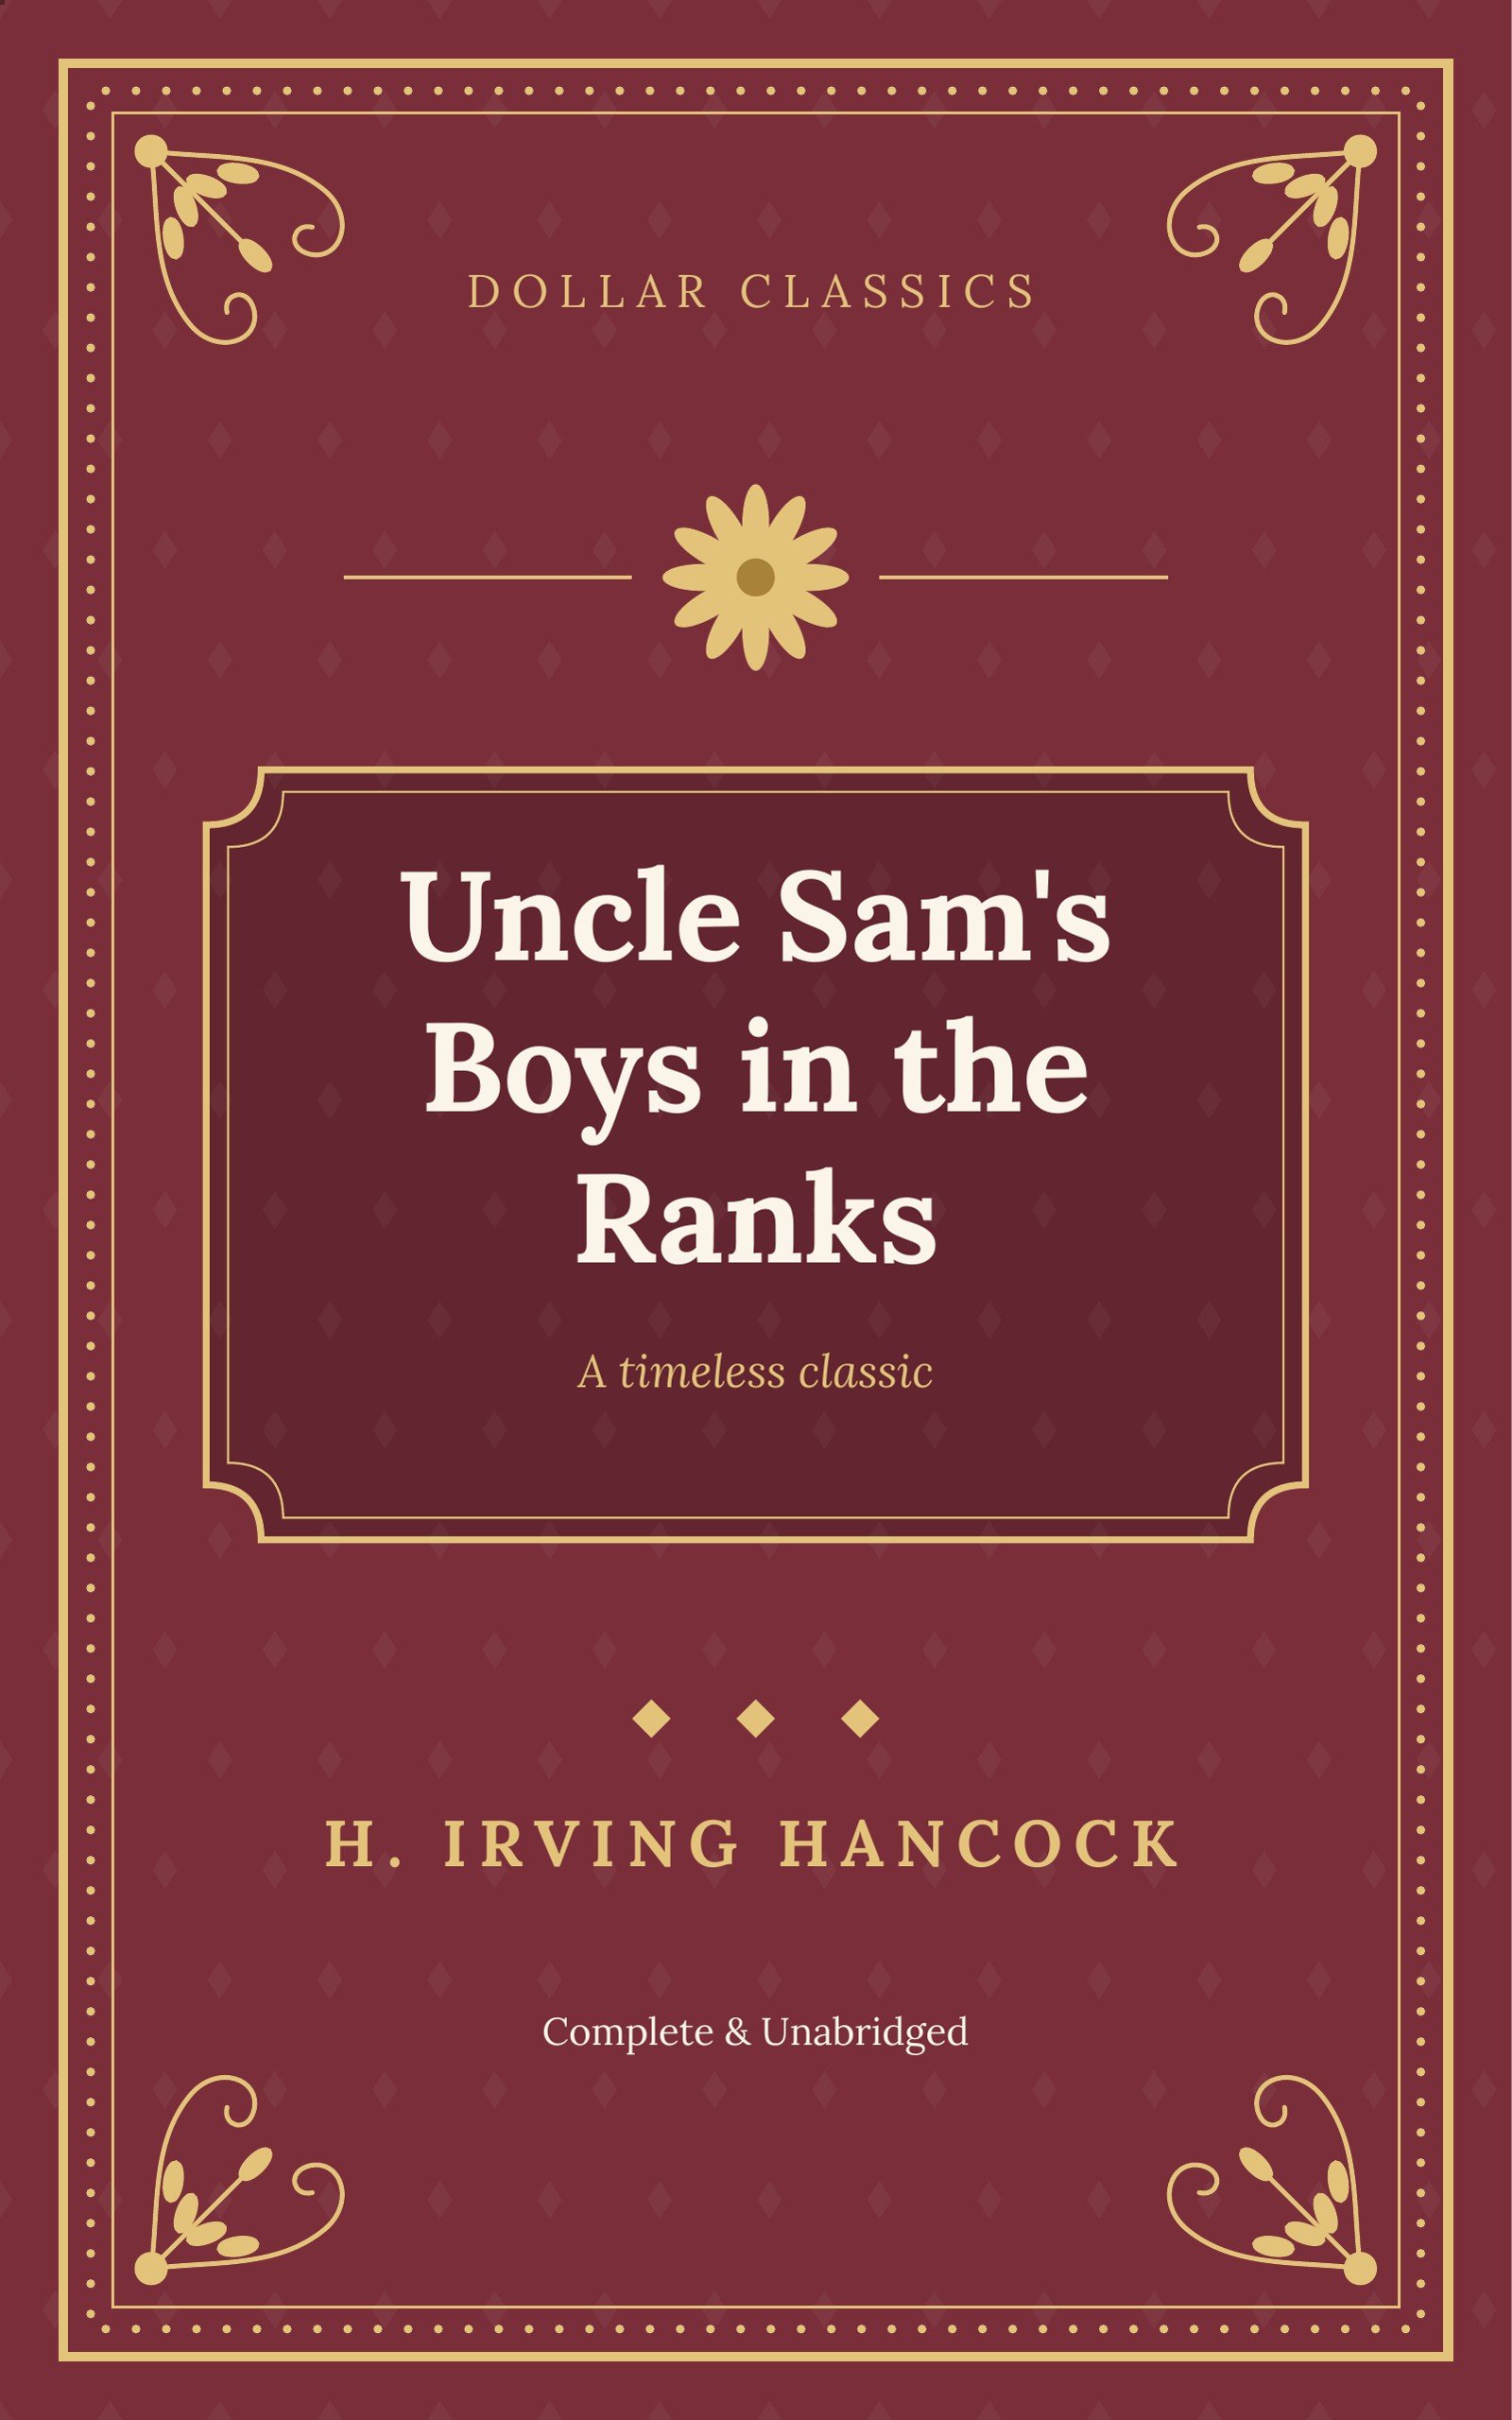 DOLLAR CLASSICS
Uncle Sam's
Boys in the
Ranks
A timeless classic
H. IRVING HANCOCK
Complete & Unabridged